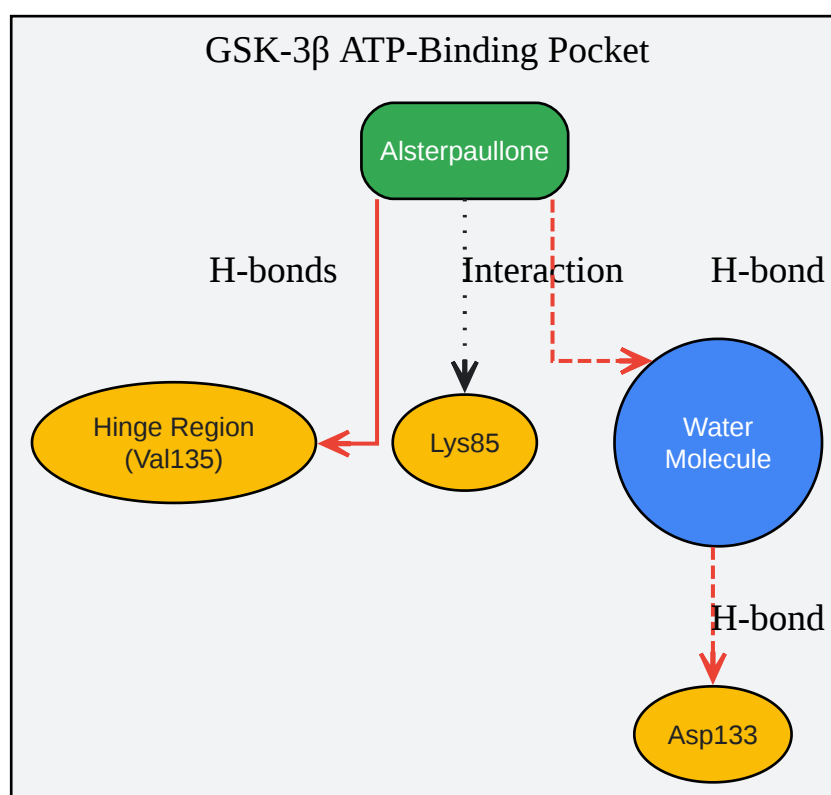 GSK-3β ATP-Binding Pocket
Alsterpaullone
H-bonds
Interaction
H-bond
Hinge Region
(Val135)
Lys85
Water
Molecule
H-bond
Asp133